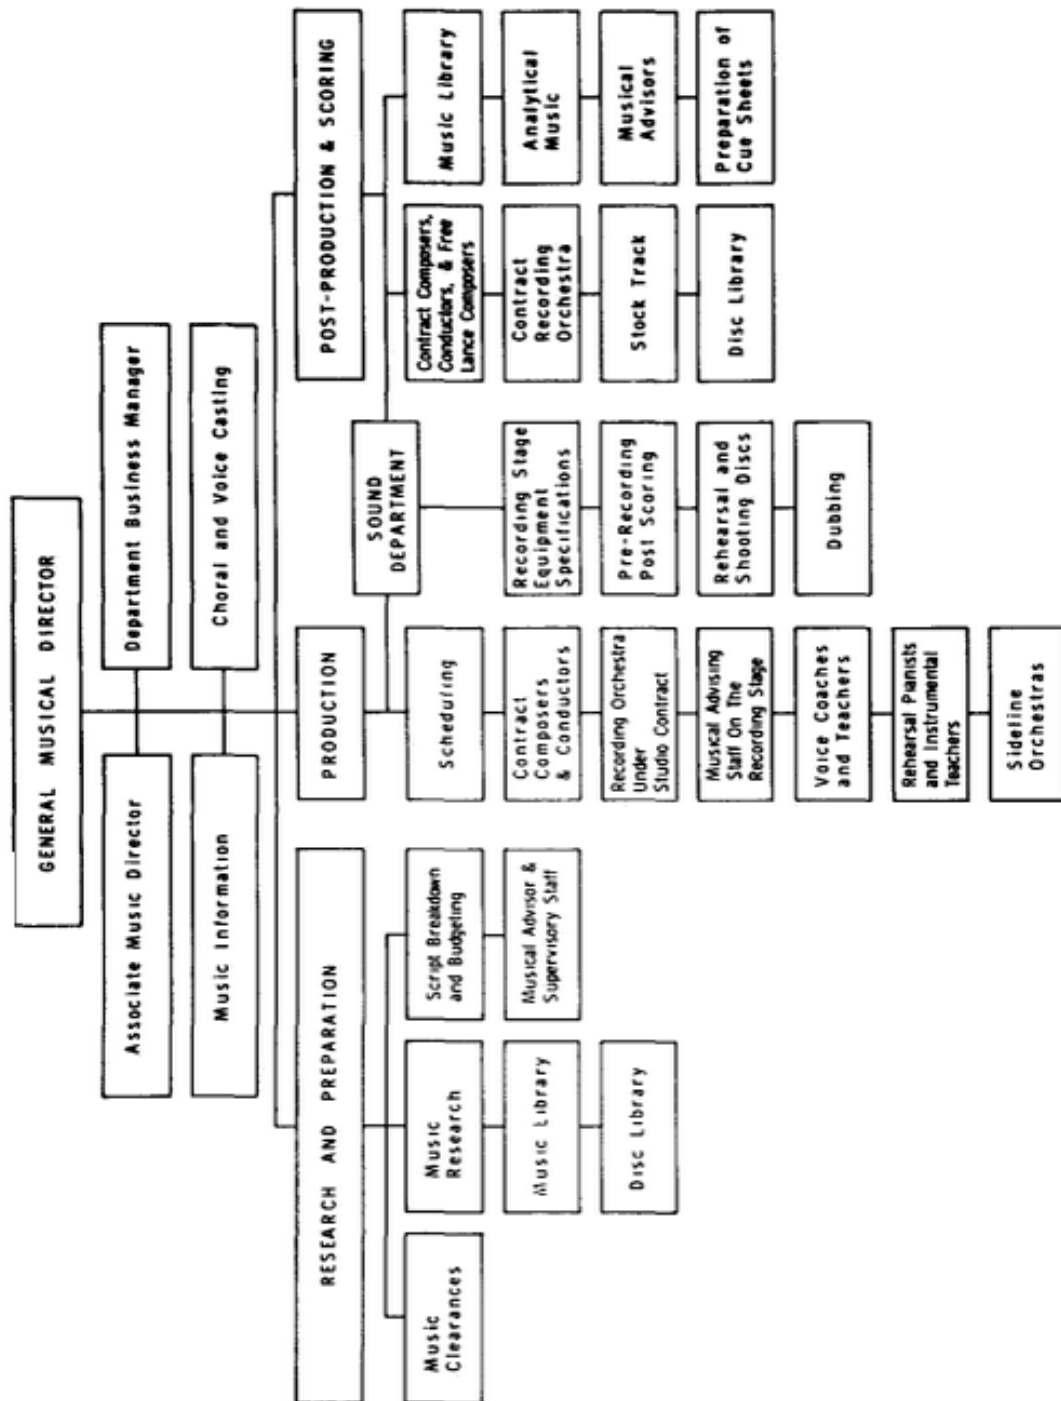 GENERAL MUSICAL DIRECTOR
Associate Music Director
Department Business Manager
Music Information
Choral and Voice Casting
RESEARCH AND PREPARATION
PRODUCTION
POST-PRODUCTION & SCORING
SOUND
DEPARTMENT
Music
Clearances
Music
Research
Music Library
Disc Library
Script Breakdown
and Budgeting
Musical Advisor &
Supervisory Staff
Scheduling
Contract
Composers
& Conductors
Recording Orchestra
Under
Studio Contract
Musical Advising
Staff On The
Recording Stage
Voice Coaches
and Teachers
Rehearsal Pianists
and Instrumental
Teachers
Sideline
Orchestras
Recording Stage
Equipment
Specifications
Pre-Recording
Post Scoring
Rehearsal and
Shooting Discs
Dubbing
Contract Composers,
Conductors, & Free
Lance Composers
Contract
Recording
Orchestra
Stock Track
Disc Library
Music Library
Analytical
Music
Musical
Advisors
Preparation of
Cue Sheets